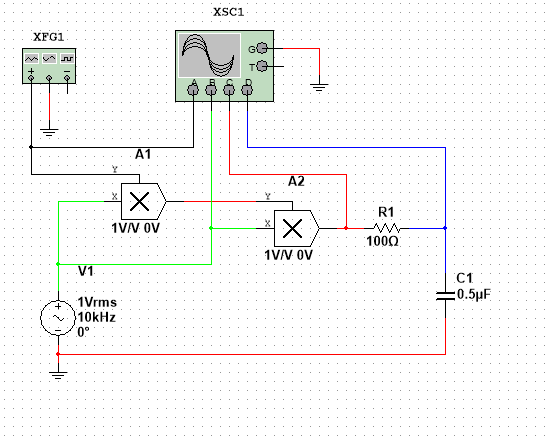 XSC1
XFG1
G
T
A B C D
+ −
A1
Y
X
1V/V 0V
A2
Y
X
1V/V 0V
R1
100Ω
V1
+
−
1Vrms
10kHz
0°
C1
0.5µF